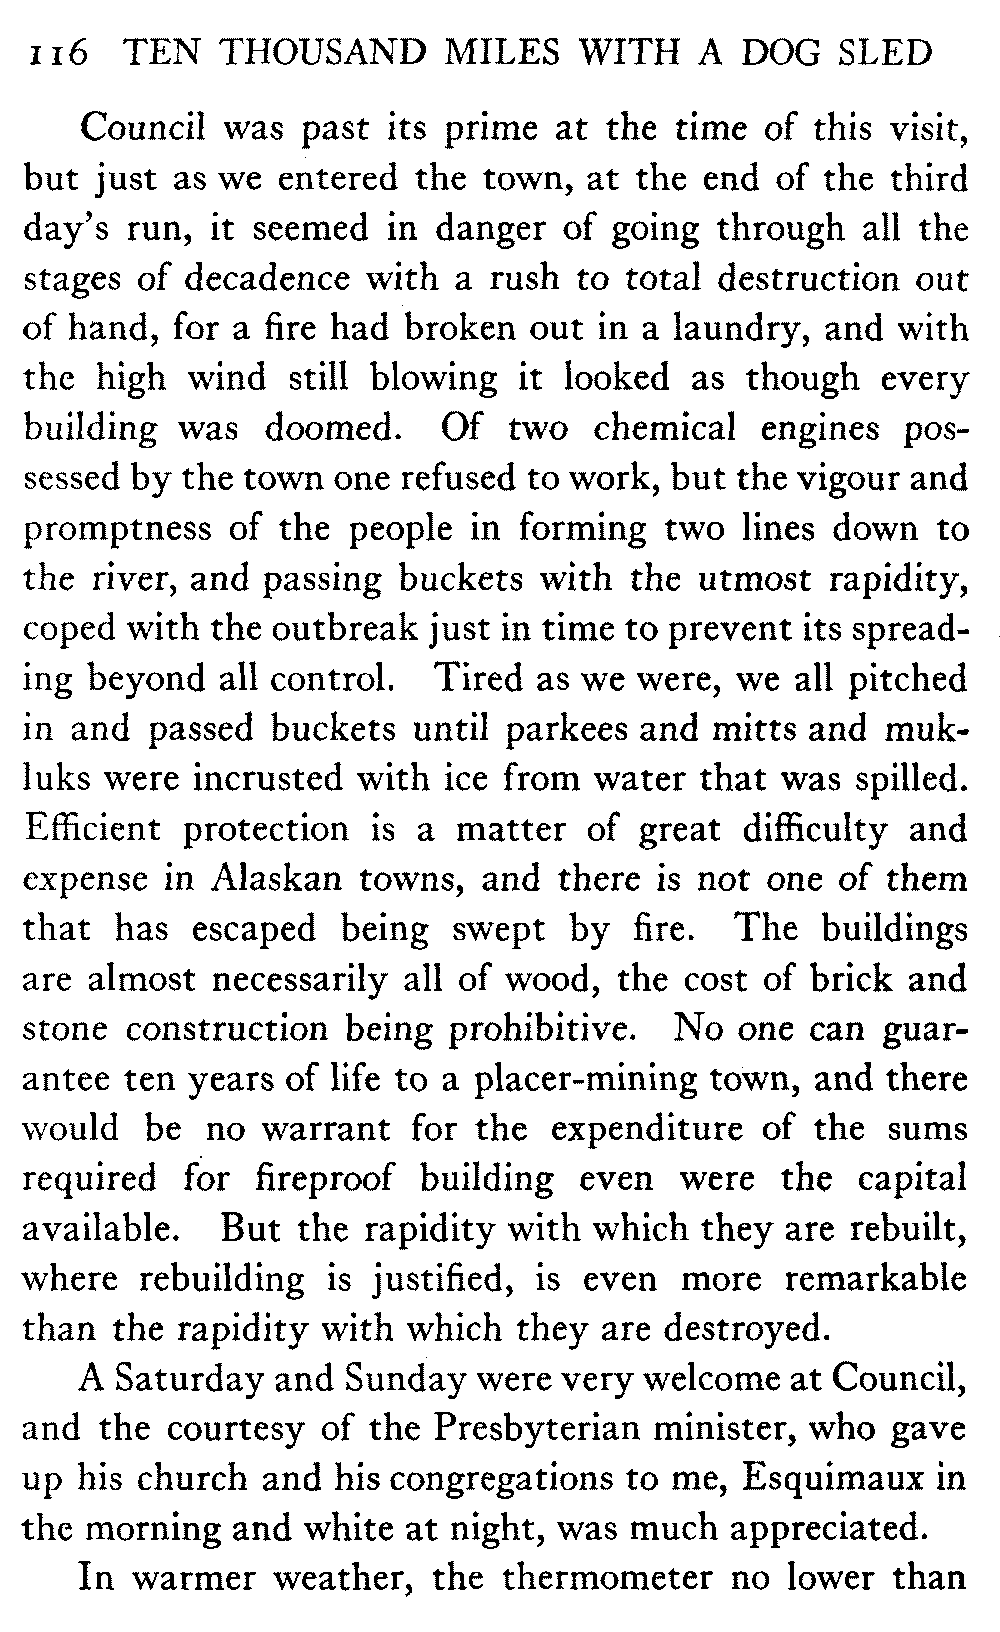 116 TEN THOUSAND MILES WITH A DOG SLED
Council was past its prime at the time of this visit,
but just as we entered the town, at the end of the third
day's run, it seemed in danger of going through all the
stages of decadence with a rush to total destruction out
of hand, for a fire had broken out in a laundry, and with
the high wind still blowing it looked as though every
building was doomed. Of two chemical engines pos-
sessed by the town one refused to work, but the vigour and
promptness of the people in forming two lines down to
the river, and passing buckets with the utmost rapidity,
coped with the outbreak just in time to prevent its spread-
ing beyond all control. Tired as we were, we all pitched
in and passed buckets until parkees and mitts and muk-
luks were incrusted with ice from water that was spilled.
Efficient protection is a matter of great difficulty and
expense in Alaskan towns, and there is not one of them
that has escaped being swept by fire. The buildings
are almost necessarily all of wood, the cost of brick and
stone construction being prohibitive. No one can guar-
antee ten years of life to a placer-mining town, and there
would be no warrant for the expenditure of the sums
required for fireproof building even were the capital
available. But the rapidity with which they are rebuilt,
where rebuilding is justified, is even more remarkable
than the rapidity with which they are destroyed.
A Saturday and Sunday were very welcome at Council,
and the courtesy of the Presbyterian minister, who gave
up his church and his congregations to me, Esquimaux in
the morning and white at night, was much appreciated.
In warmer weather, the thermometer no lower than